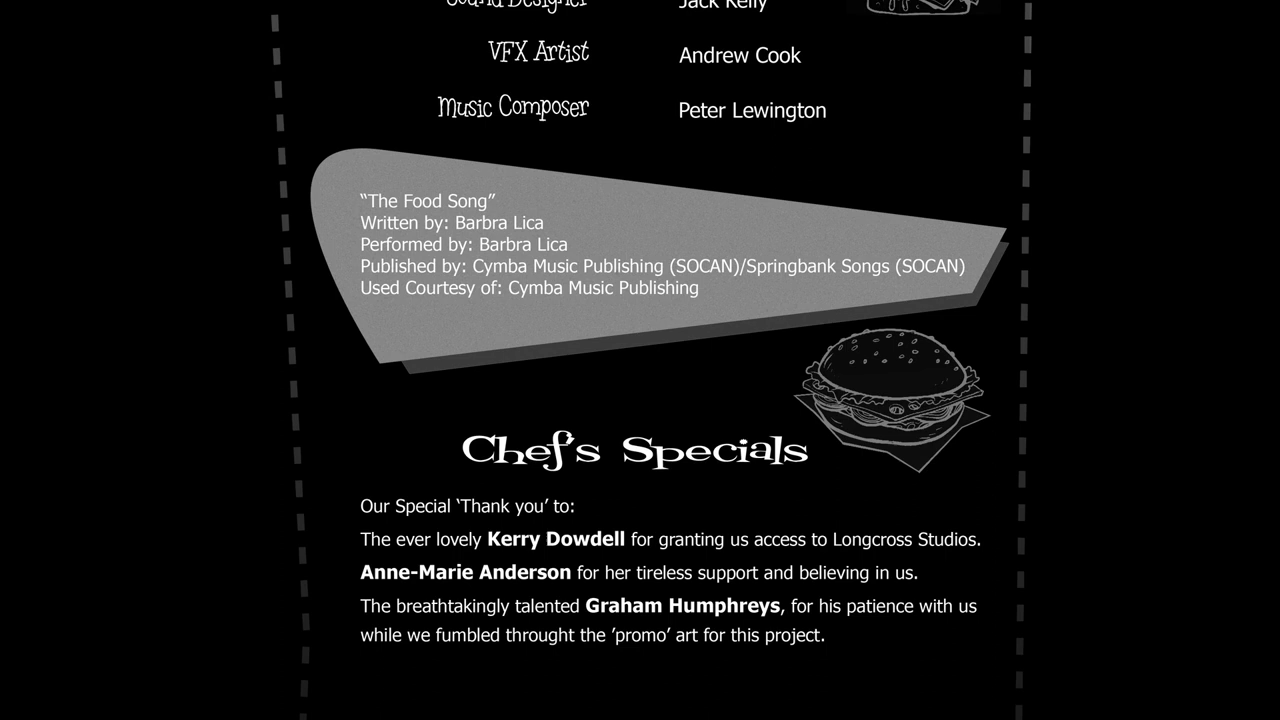 Sound Designer Jack Kelly
VFX Artist Andrew Cook
Music Composer Peter Lewington
“The Food Song”
Written by: Barbra Lica
Performed by: Barbra Lica
Published by: Cymba Music Publishing (SOCAN)/Springbank Songs (SOCAN)
Used Courtesy of: Cymba Music Publishing
Chef's Specials
Our Special ‘Thank you’ to:
The ever lovely Kerry Dowdell for granting us access to Longcross Studios.
Anne-Marie Anderson for her tireless support and believing in us.
The breathtakingly talented Graham Humphreys, for his patience with us
while we fumbled throught the ’promo’ art for this project.